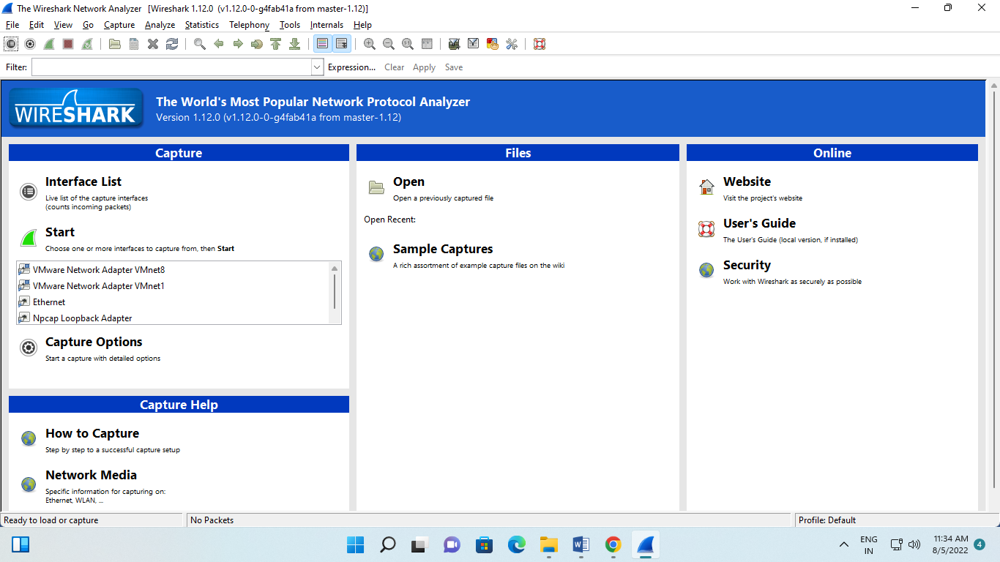 The Wireshark Network Analyzer [Wireshark 1.12.0 (v1.12.0-0-g4fab41a from master-1.12)]
File Edit View Go Capture Analyze Statistics Telephony Tools Internals Help
Filter: Expression... Clear Apply Save
WIRESHARK
The World's Most Popular Network Protocol Analyzer
Version 1.12.0 (v1.12.0-0-g4fab41a from master-1.12)
Capture
Interface List
Live list of the capture interfaces
(counts incoming packets)
Start
Choose one or more interfaces to capture from, then Start
VMware Network Adapter VMnet8
VMware Network Adapter VMnet1
Ethernet
Npcap Loopback Adapter
Capture Options
Start a capture with detailed options
Capture Help
How to Capture
Step by step to a successful capture setup
Network Media
Specific information for capturing on:
Ethernet, WLAN, ...
Files
Open
Open a previously captured file
Open Recent:
Sample Captures
A rich assortment of example capture files on the wiki
Online
Website
Visit the project's website
User's Guide
The User's Guide (local version, if installed)
Security
Work with Wireshark as securely as possible
Ready to load or capture
No Packets
Profile: Default
ENG
IN
11:34 AM
8/5/2022
4